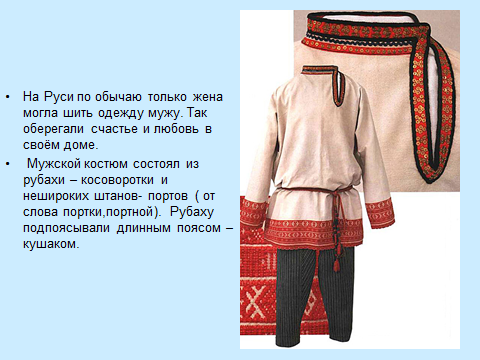 • На Руси по обычаю только жена
могла шить одежду мужу. Так
оберегали счастье и любовь в
своём доме.
• Мужской костюм состоял из
рубахи – косоворотки и
нешироких штанов- портов ( от
слова портки,портной). Рубаху
подпоясывали длинным поясом –
кушаком.